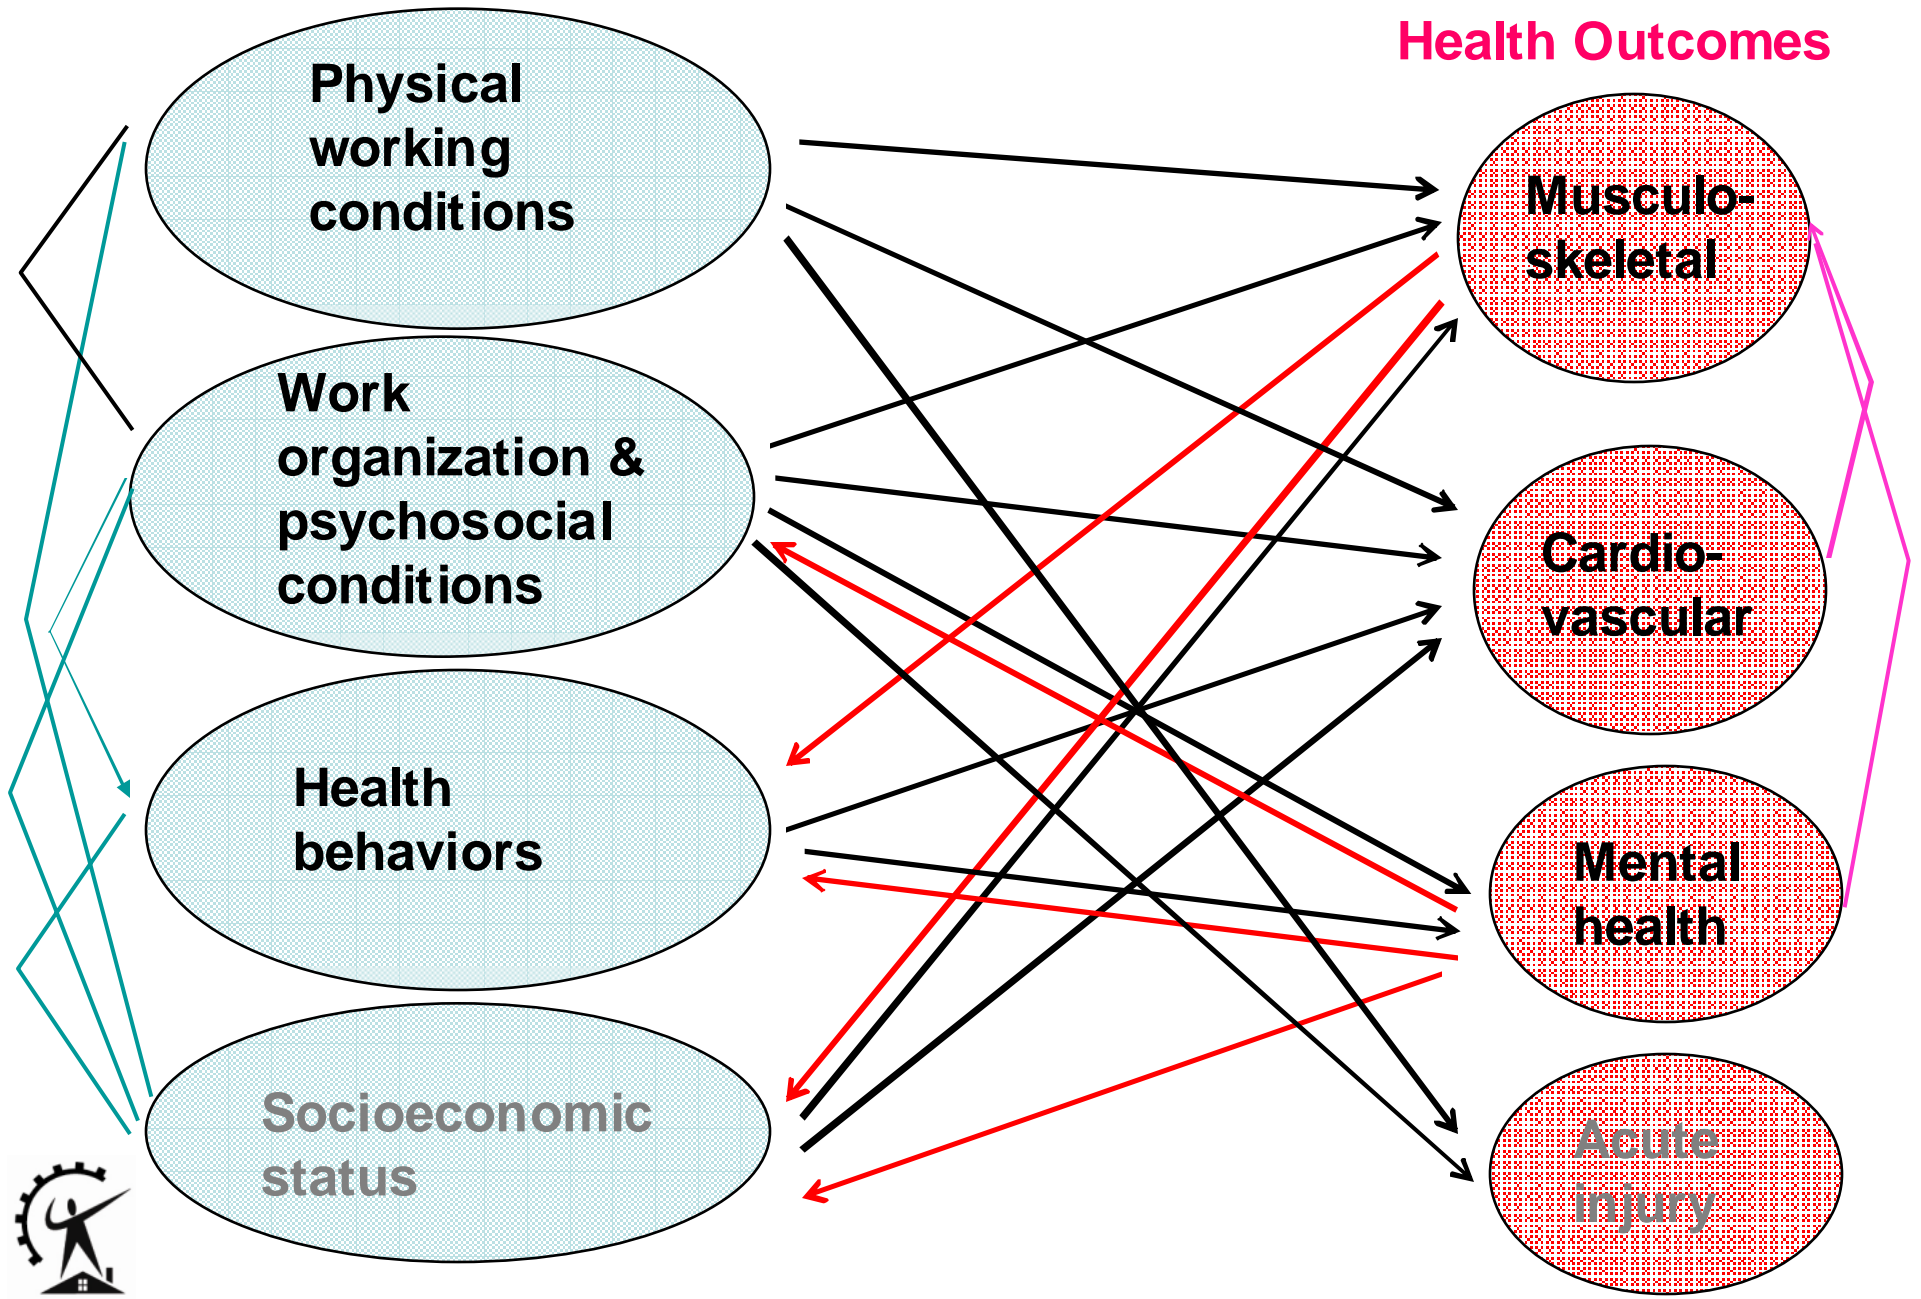 Health Outcomes
Physical
working
conditions
Work
organization &
psychosocial
conditions
Health
behaviors
Socioeconomic
status
Musculo-
skeletal
Cardio-
vascular
Mental
health
Acute
injury